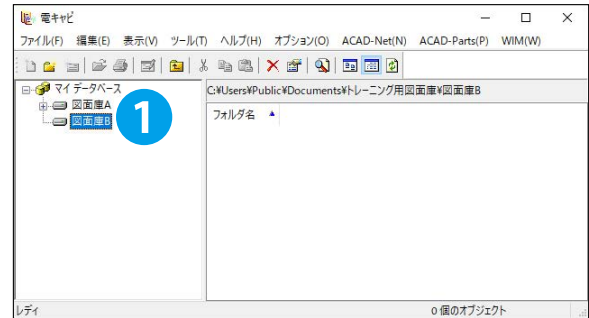 電キャビ
ファイル(F) 編集(E) 表示(V) ツール(T) ヘルプ(H) オプション(O) ACAD-Net(N) ACAD-Parts(P) WIM(W)
マイ データベース
図面庫A
図面庫B
1
C:¥Users¥Public¥Documents¥トレーニング用図面庫¥図面庫B
フォルダ名
レディ
0 個のオブジェクト